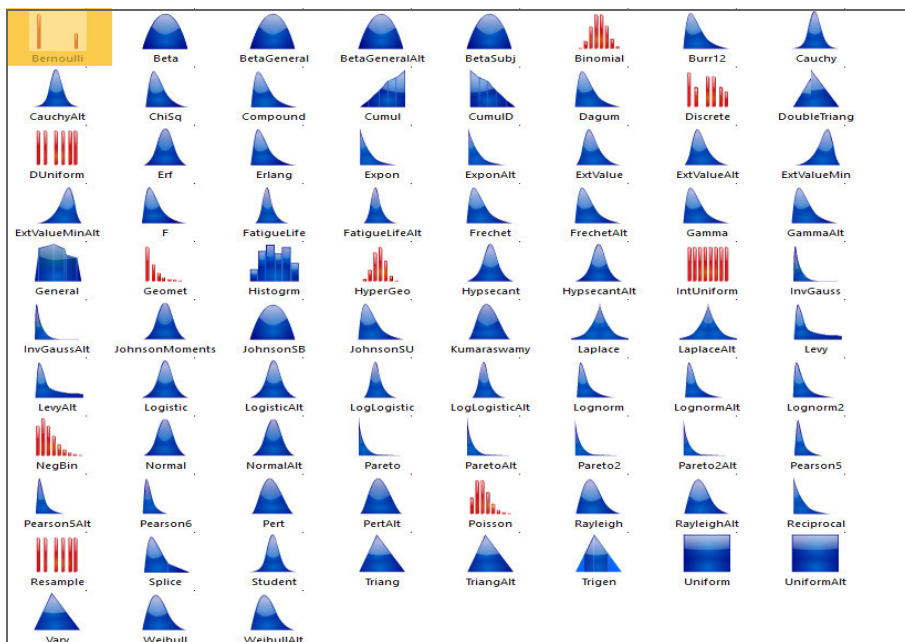 Bernoulli Beta BetaGeneral BetaGeneralAlt BetaSubj Binomial Burr12 Cauchy
CauchyAlt ChiSq Compound Cumul CumulD Dagum Discrete DoubleTriang
DUniform Erf Erlang Expon ExponAlt ExtValue ExtValueAlt ExtValueMin
ExtValueMinAlt F FatigueLife FatigueLifeAlt Frechet FrechetAlt Gamma GammaAlt
General Geomet Histogrm HyperGeo Hypsecant HypsecantAlt IntUniform InvGauss
InvGaussAlt JohnsonMoments JohnsonSB JohnsonSU Kumaraswamy Laplace LaplaceAlt Levy
LevyAlt Logistic LogisticAlt LogLogistic LogLogisticAlt Lognorm LognormAlt Lognorm2
NegBin Normal NormalAlt Pareto ParetoAlt Pareto2 Pareto2Alt Pearson5
Pearson5Alt Pearson6 Pert PertAlt Poisson Rayleigh RayleighAlt Reciprocal
Resample Splice Student Triang TriangAlt Trigen Uniform UniformAlt
Vary Weibull WeibullAlt